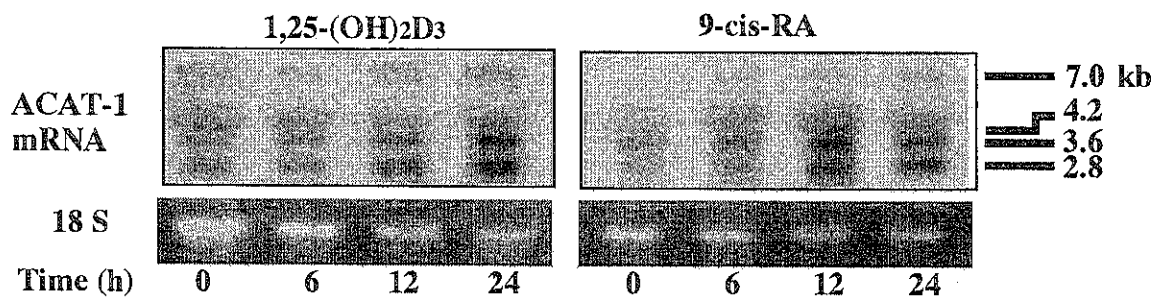 1,25-(OH)2D3 9-cis-RA
7.0 kb
ACAT-1 4.2
mRNA 3.6
2.8
18 S
Time (h) 0 6 12 24 0 6 12 24